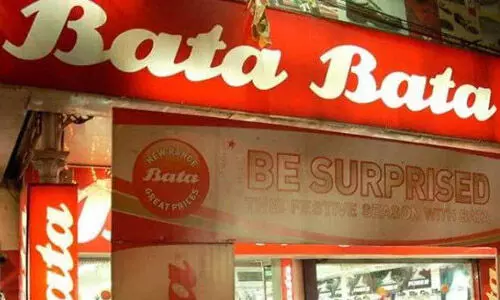 Bata Bata
NEW RANGE
Bata
GREAT PRICES
BE SURPRISED
THIS FESTIVE SEASON WITH BATA
Bata